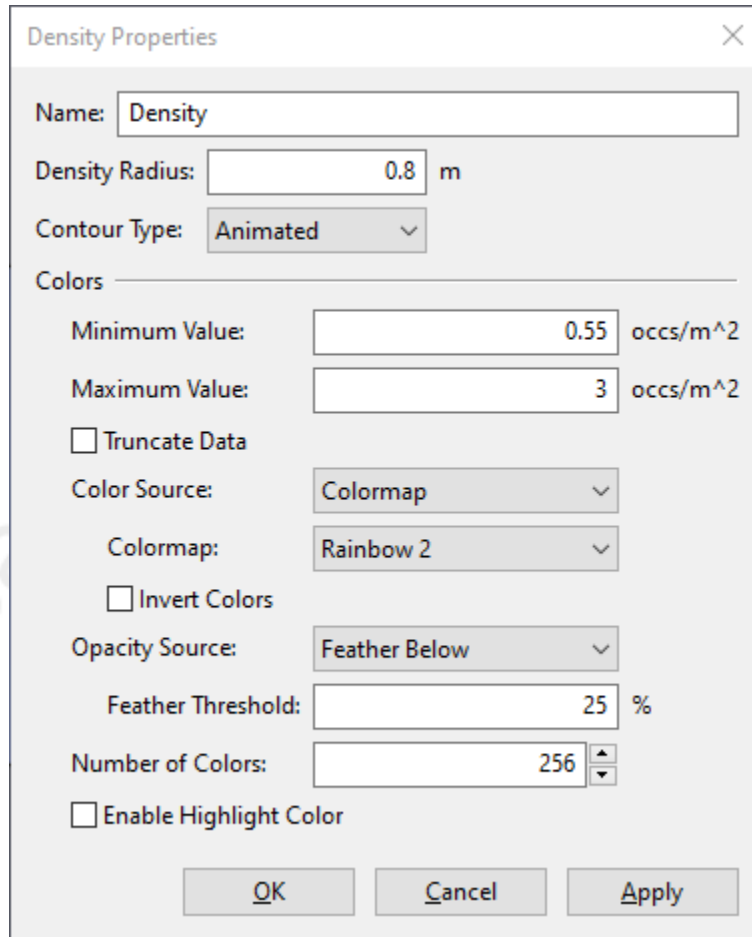 Density Properties
Name: Density
Density Radius: 0.8 m
Contour Type: Animated
Colors
Minimum Value: 0.55 occs/m^2
Maximum Value: 3 occs/m^2
Truncate Data
Color Source: Colormap
Colormap: Rainbow 2
Invert Colors
Opacity Source: Feather Below
Feather Threshold: 25 %
Number of Colors: 256
Enable Highlight Color
OK Cancel Apply